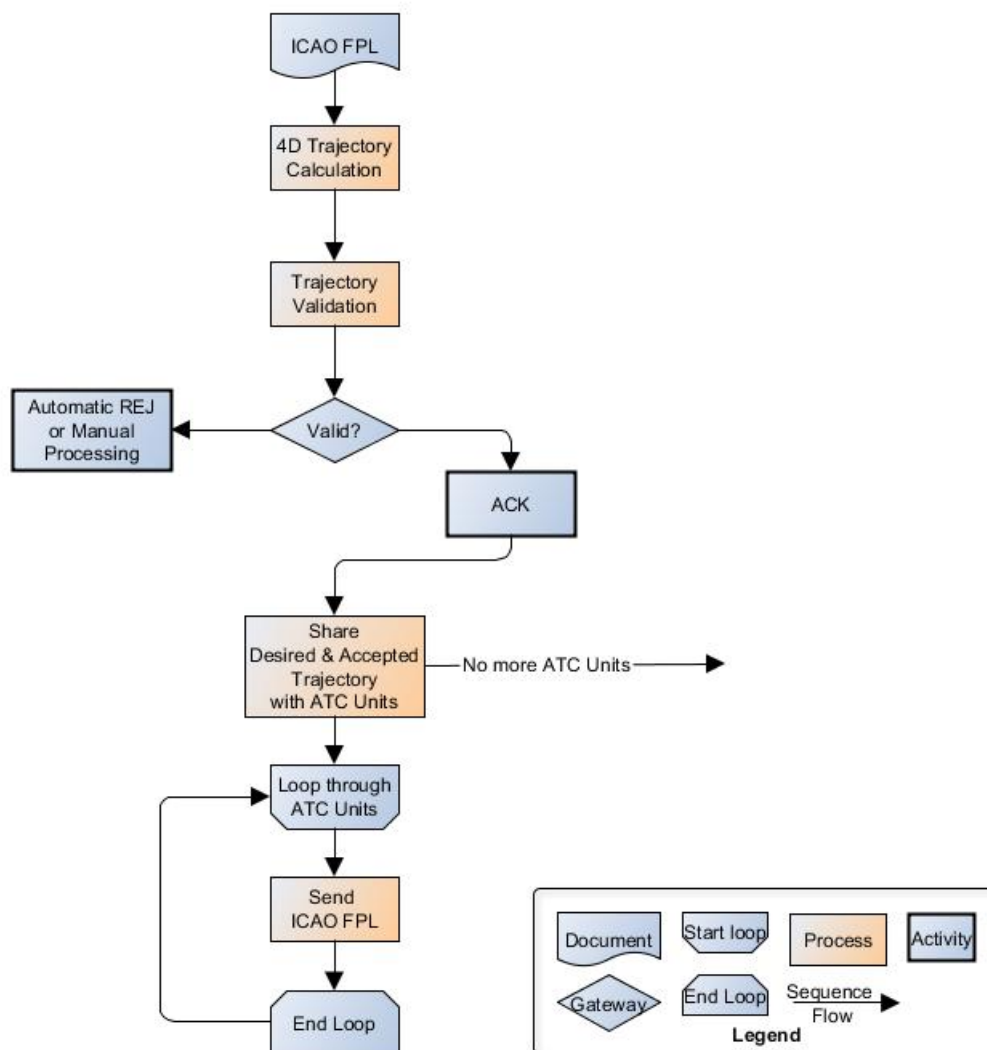 ICAO FPL
4D Trajectory
Calculation
Trajectory
Validation
Automatic REJ
or Manual
Processing
Valid?
ACK
Share
Desired & Accepted
Trajectory
with ATC Units
No more ATC Units
Loop through
ATC Units
Send
ICAO FPL
End Loop
Document
Start loop
Process
Activity
Gateway
End Loop
Sequence
Flow
Legend